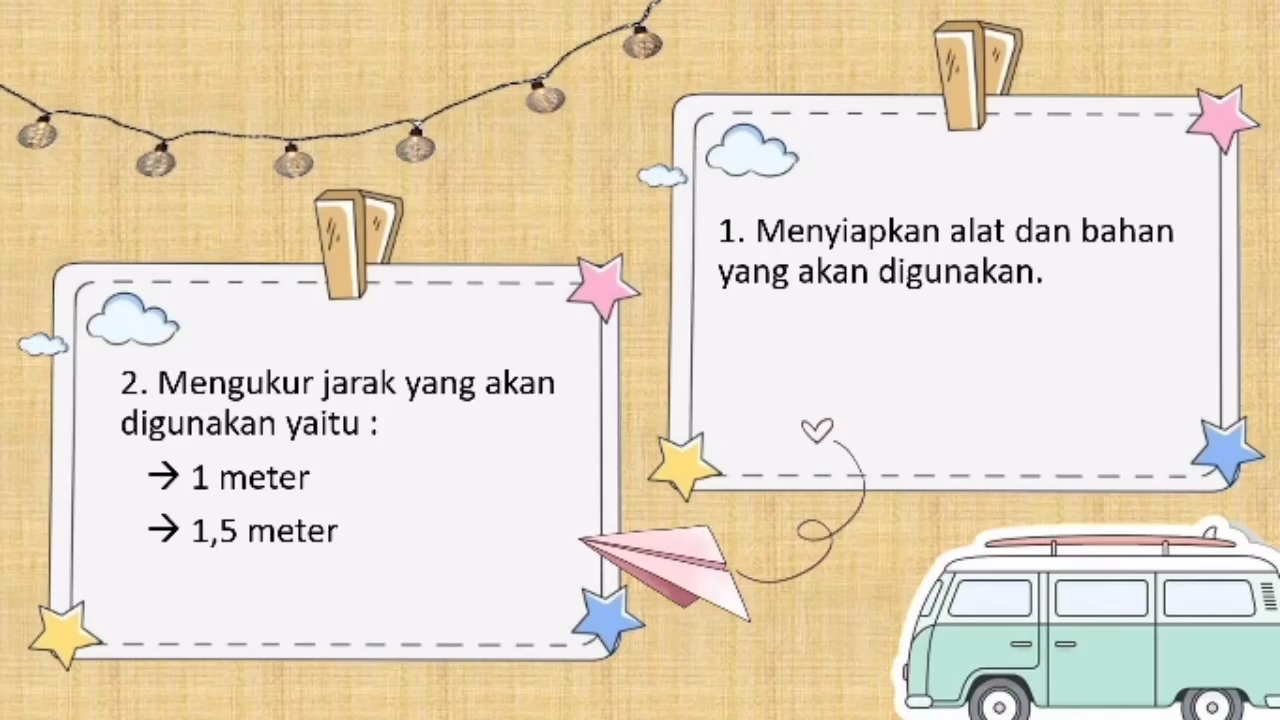 1. Menyiapkan alat dan bahan
yang akan digunakan.
2. Mengukur jarak yang akan
digunakan yaitu :
→ 1 meter
→ 1,5 meter